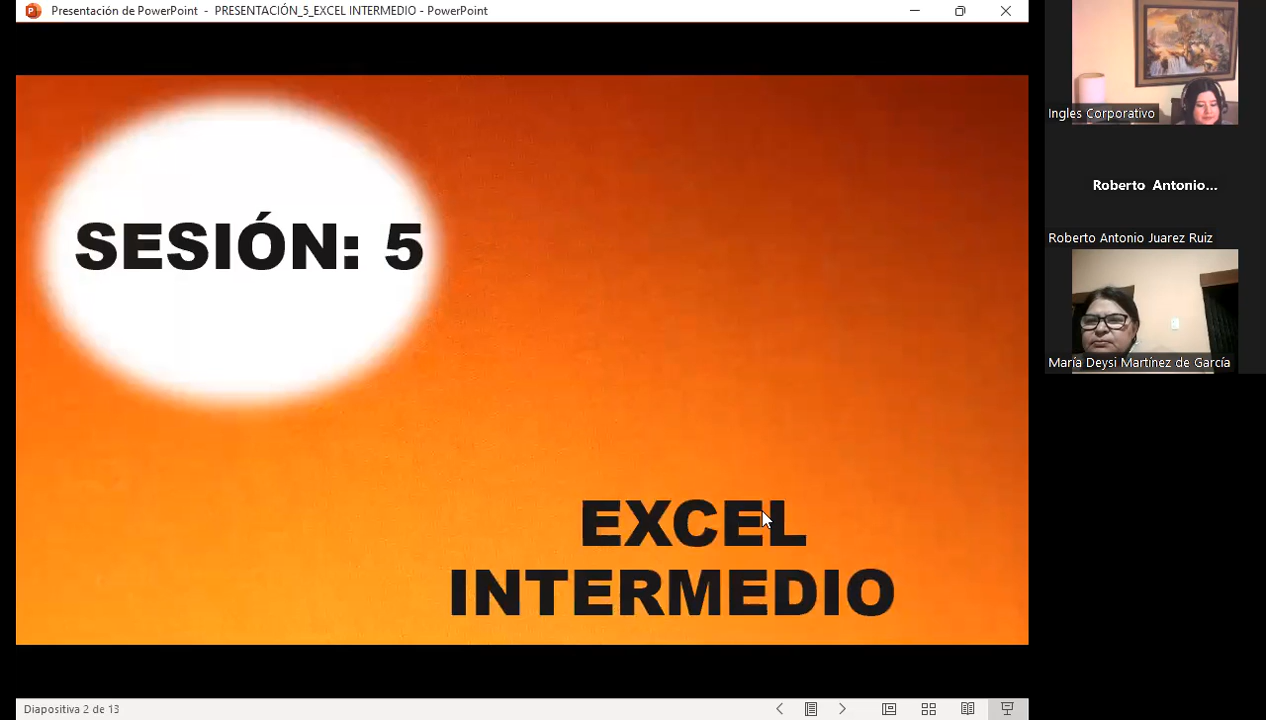 Presentación de PowerPoint - PRESENTACIÓN_5_EXCEL INTERMEDIO - PowerPoint
SESIÓN: 5
EXCEL
INTERMEDIO
Diapositiva 2 de 13
Ingles Corporativo
Roberto Antonio...
Roberto Antonio Juarez Ruiz
María Deysi Martínez de García